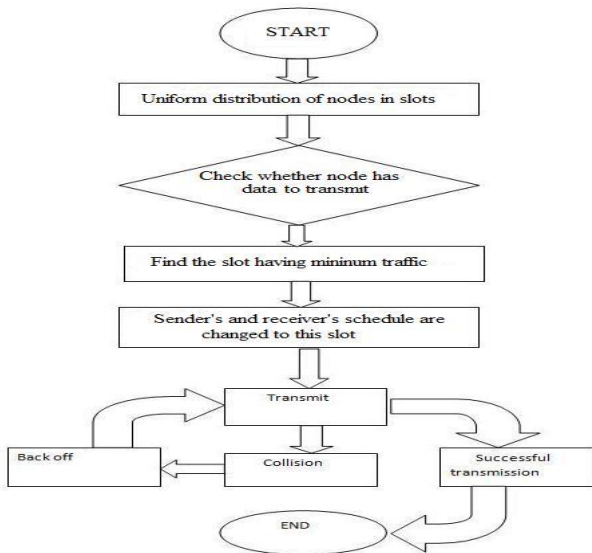 START
Uniform distribution of nodes in slots
Check whether node has
data to transmit
Find the slot having mininum traffic
Sender's and receiver's schedule are
changed to this slot
Transmit
Back off
Collision
Successful
transmission
END